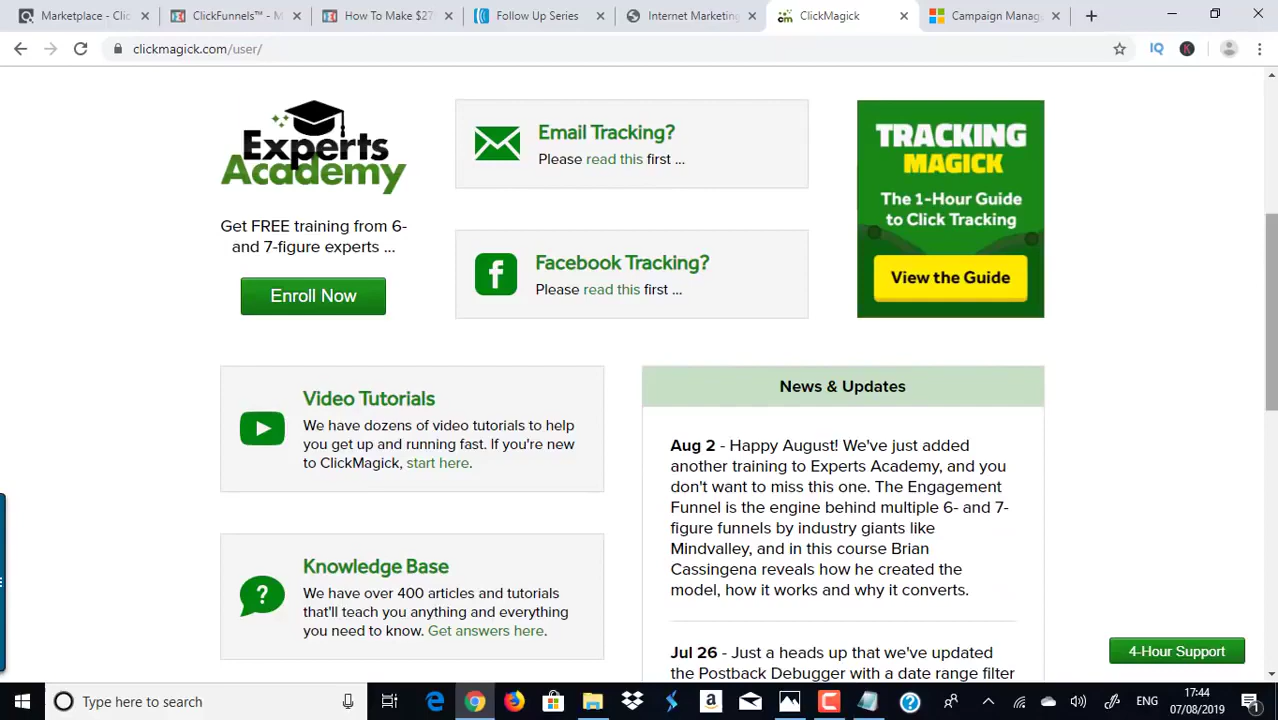 Marketplace - Clic
ClickFunnels™ - M
How To Make $27
Follow Up Series
Internet Marketing
ClickMagick
Campaign Manag
clickmagick.com/user/
IQ
K
Experts
Academy
Get FREE training from 6-
and 7-figure experts ...
Enroll Now
Email Tracking?
Please read this first ...
Facebook Tracking?
Please read this first ...
TRACKING
MAGICK
The 1-Hour Guide
to Click Tracking
View the Guide
Video Tutorials
We have dozens of video tutorials to help
you get up and running fast. If you're new
to ClickMagick, start here.
Knowledge Base
We have over 400 articles and tutorials
that'll teach you anything and everything
you need to know. Get answers here.
News & Updates
Aug 2 - Happy August! We've just added
another training to Experts Academy, and you
don't want to miss this one. The Engagement
Funnel is the engine behind multiple 6- and 7-
figure funnels by industry giants like
Mindvalley, and in this course Brian
Cassingena reveals how he created the
model, how it works and why it converts.
Jul 26 - Just a heads up that we've updated
the Postback Debugger with a date range filter
4-Hour Support
Type here to search
ENG
17:44
07/08/2019